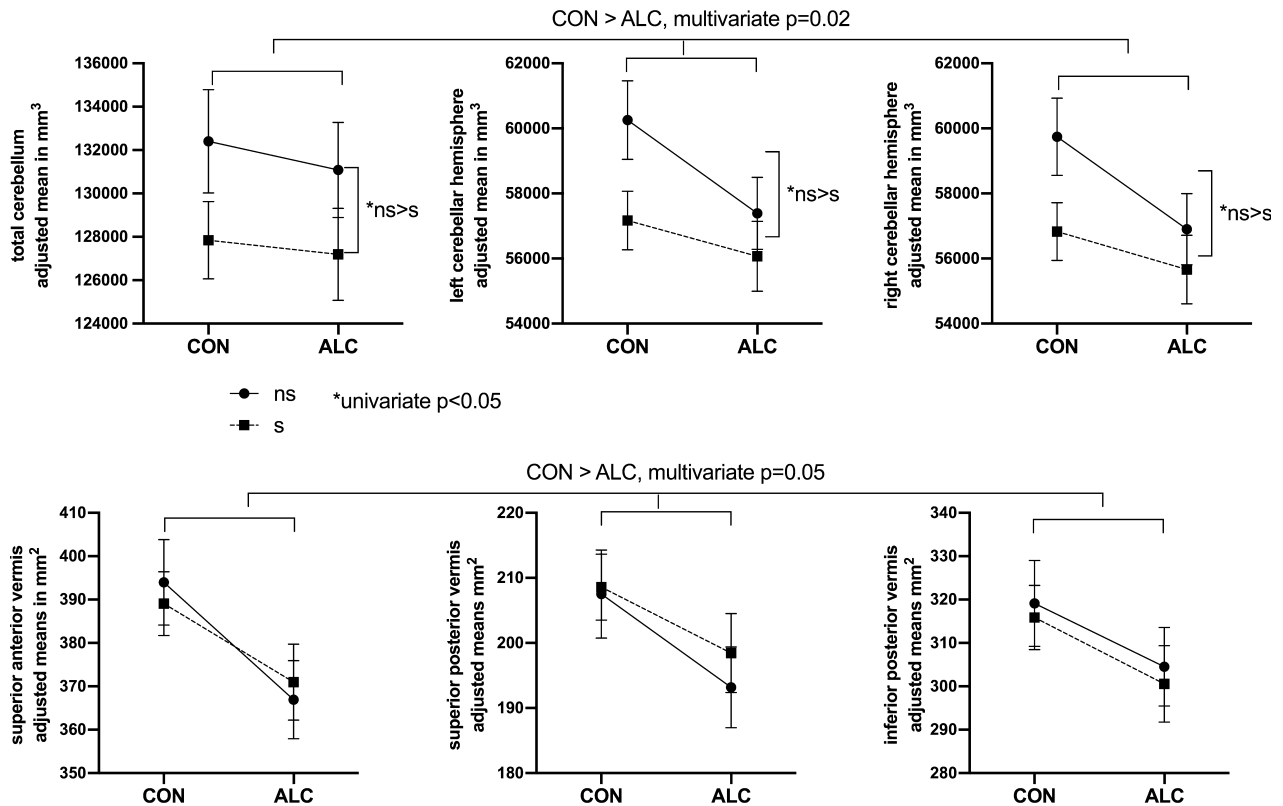 CON > ALC, multivariate p=0.02
total cerebellum
adjusted mean in mm³
136000
134000
132000
130000
128000
126000
124000
CON
ALC
*ns>s
left cerebellar hemisphere
adjusted mean in mm³
62000
60000
58000
56000
54000
CON
ALC
*ns>s
right cerebellar hemisphere
adjusted mean in mm³
62000
60000
58000
56000
54000
CON
ALC
*ns>s
ns
s
*univariate p<0.05
CON > ALC, multivariate p=0.05
superior anterior vermis
adjusted means in mm²
410
400
390
380
370
360
350
CON
ALC
superior posterior vermis
adjusted means mm²
220
210
200
190
180
CON
ALC
inferior posterior vermis
adjusted means mm²
340
330
320
310
300
290
280
CON
ALC